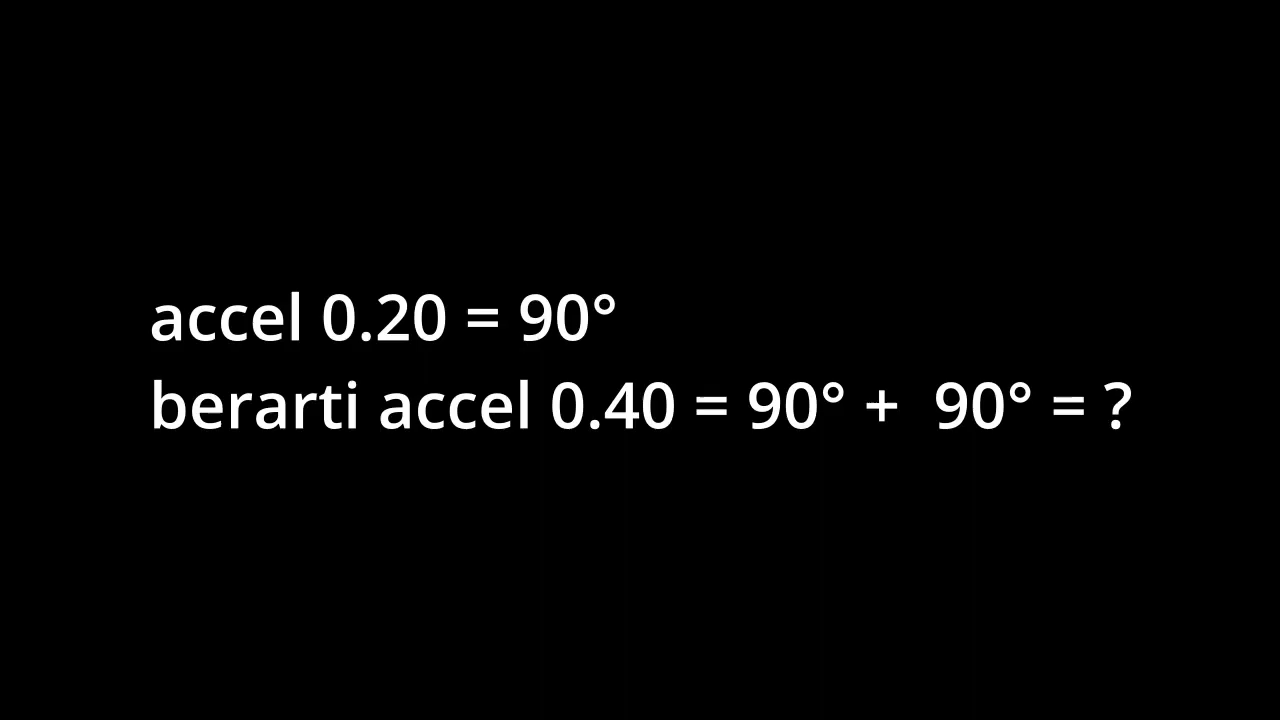 accel 0.20 = 90°
berarti accel 0.40 = 90° +  90° = ?